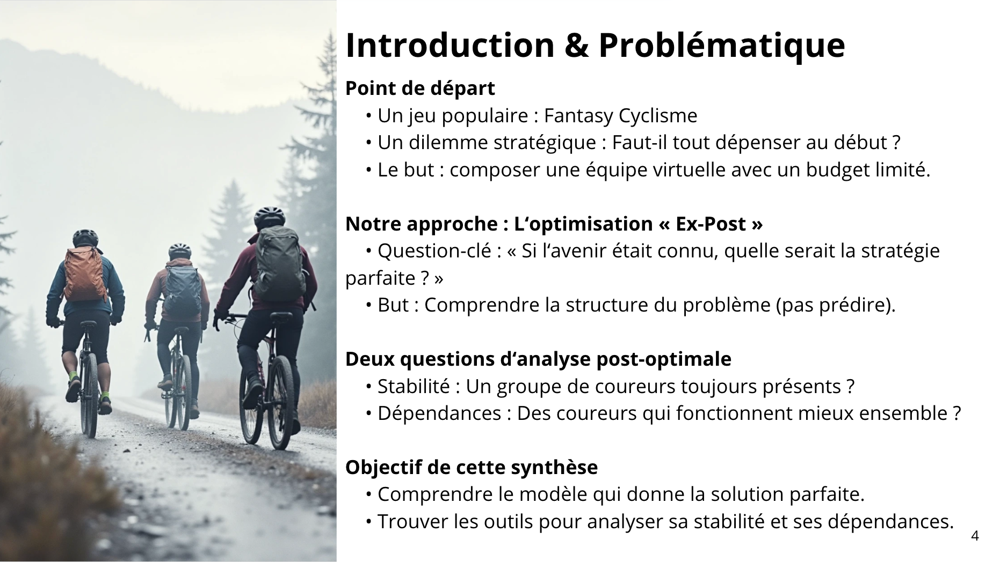 Introduction & Problématique
Point de départ
• Un jeu populaire : Fantasy Cyclisme
• Un dilemme stratégique : Faut-il tout dépenser au début ?
• Le but : composer une équipe virtuelle avec un budget limité.
Notre approche : L‘optimisation « Ex-Post »
• Question-clé : « Si l‘avenir était connu, quelle serait la stratégie
parfaite ? »
• But : Comprendre la structure du problème (pas prédire).
Deux questions d‘analyse post-optimale
• Stabilité : Un groupe de coureurs toujours présents ?
• Dépendances : Des coureurs qui fonctionnent mieux ensemble ?
Objectif de cette synthèse
• Comprendre le modèle qui donne la solution parfaite.
• Trouver les outils pour analyser sa stabilité et ses dépendances.
4